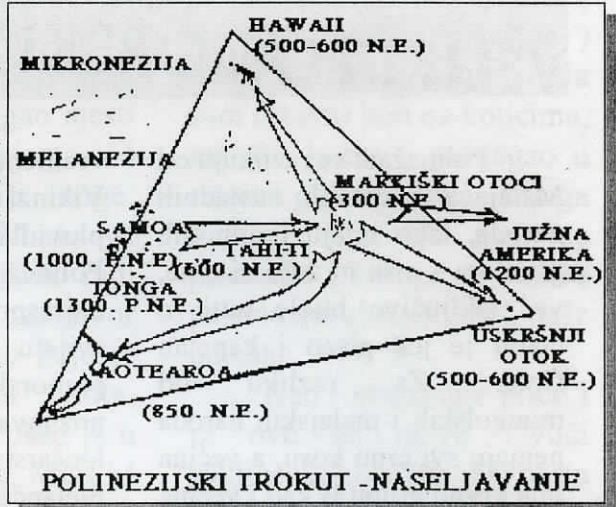 HAWAII
(500-600 N.E.)
MIKRONEZIJA
MELANEZIJA
MARKIŠKI OTOCI
(300 N.E.)
SAMOA
(1000 P.N.E)
TAHITI
(600. N.E.)
JUŽNA
AMERIKA
(200 N.E.)
TONGA
(1300. P.N.E.
AOTEAROA
(850. N.E.)
USKRŠNJI
OTOK
(500-600 N.E.)
POLINEZIJSKI TROKUT -NASELJAVANJE